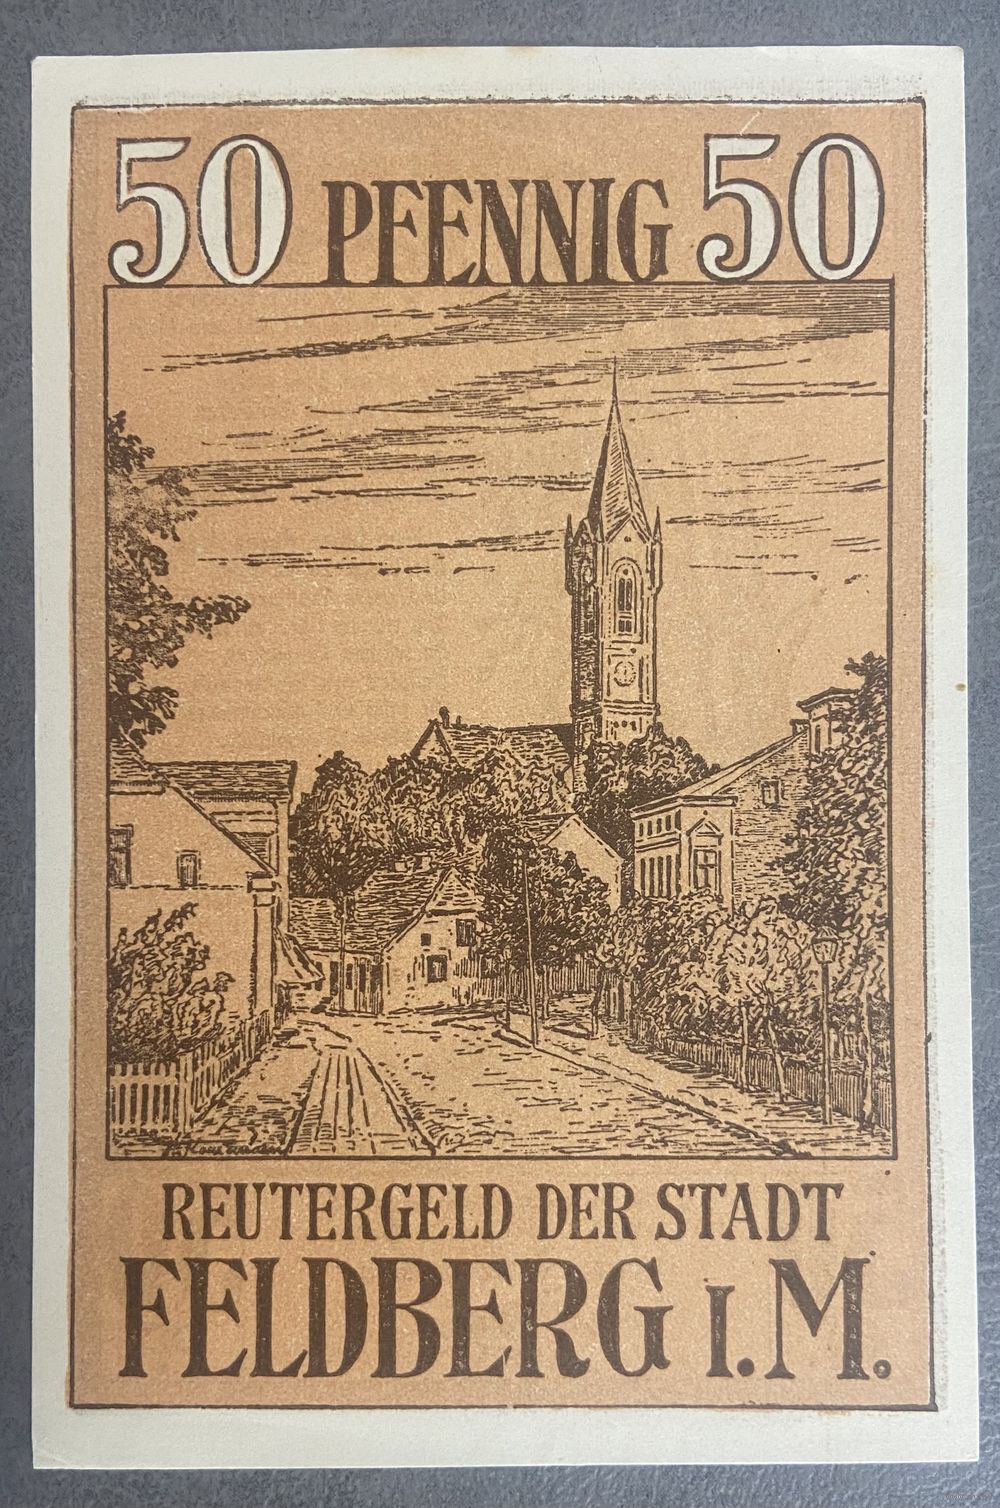 50 PFENNIG 50
REUTERGELD DER STADT
FELDBERG I.M.